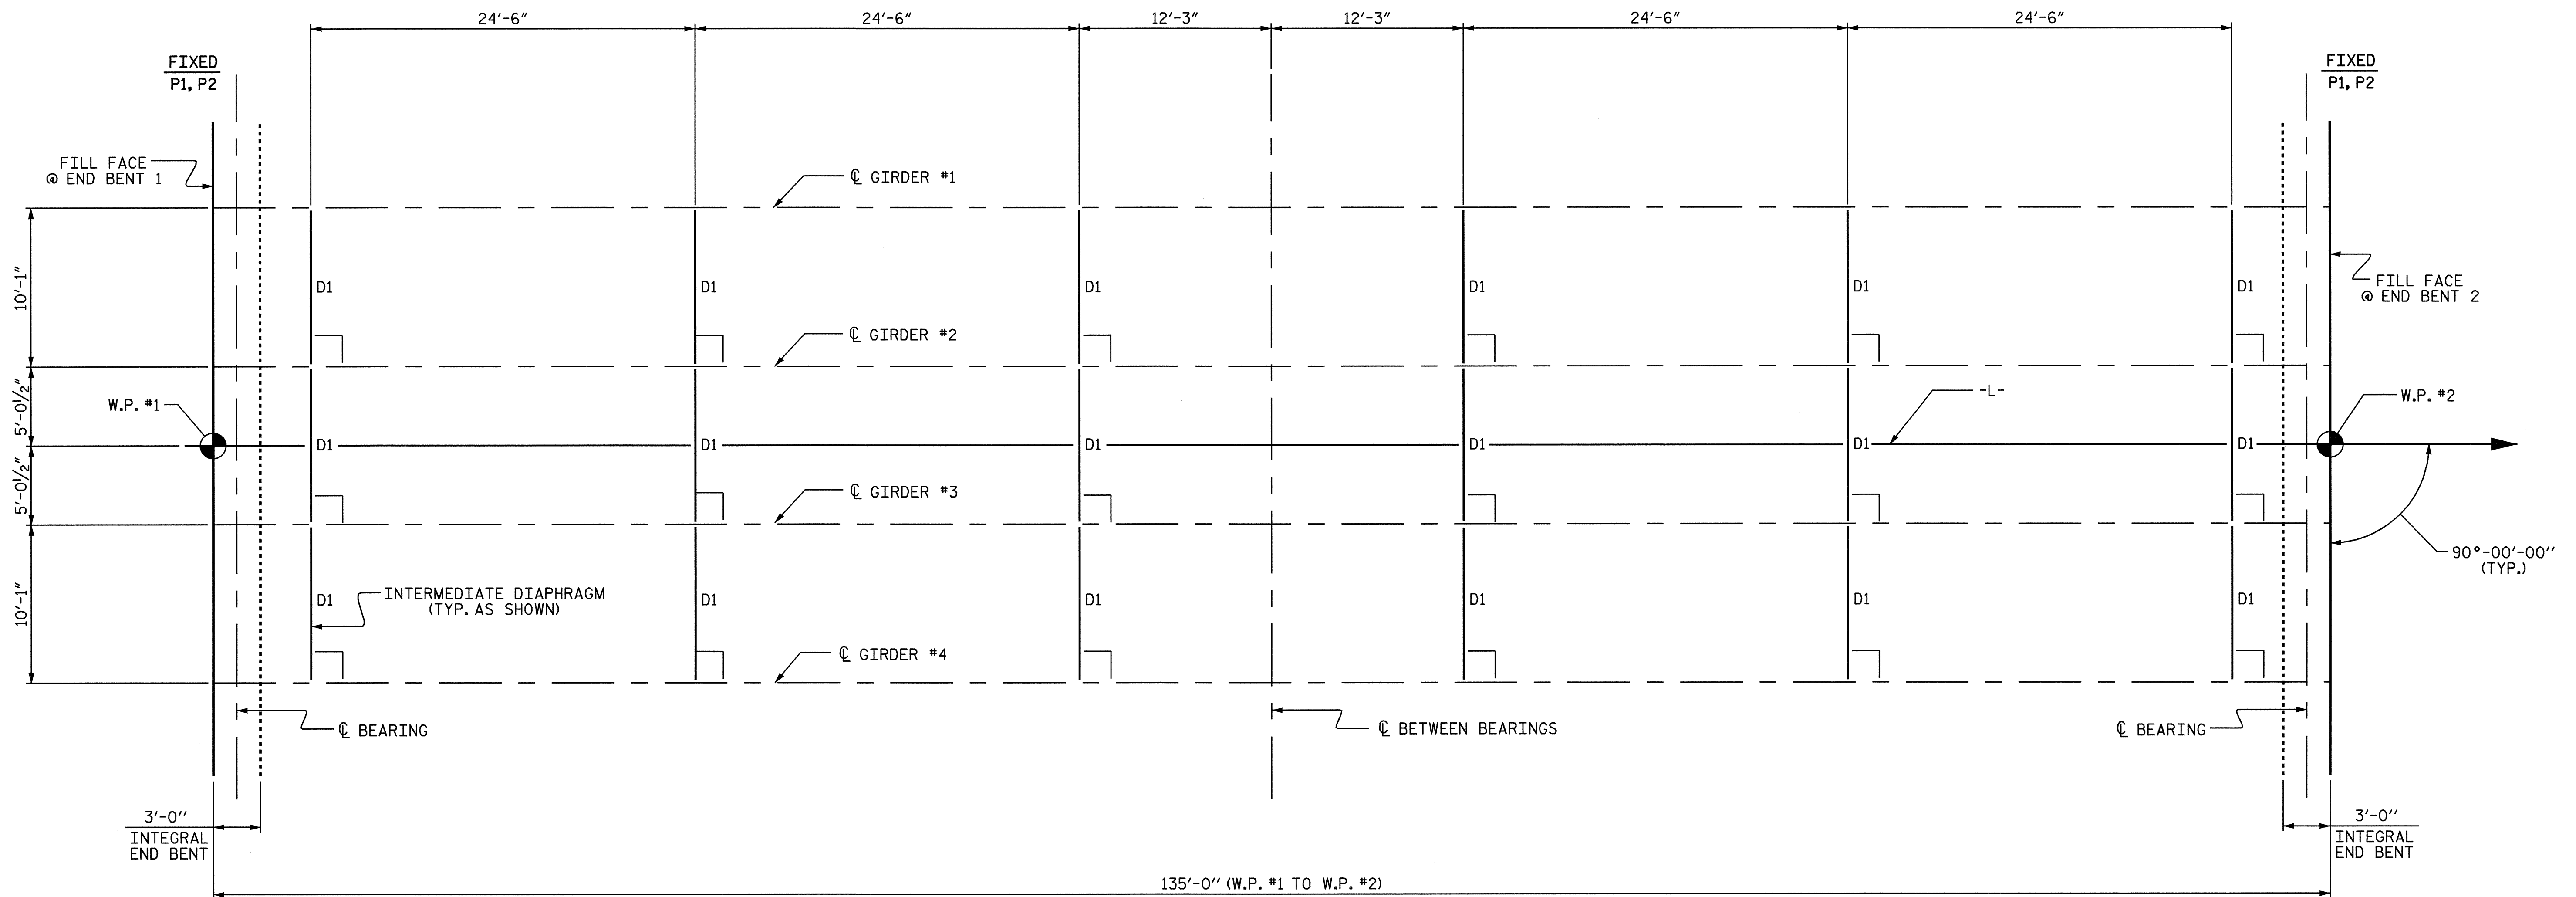 24'-6" 24'-6" 12'-3" 12'-3" 24'-6" 24'-6"
FIXED
P1, P2
FIXED
P1, P2
FILL FACE
@ END BENT 1
℄ GIRDER #1
10'-1"
D1 D1 D1 D1 D1 D1
FILL FACE
@ END BENT 2
℄ GIRDER #2
5'-0 1/2"
W.P. #1
-L-
W.P. #2
D1 D1 D1 D1 D1 D1
5'-0 1/2"
℄ GIRDER #3
90°-00'-00"
(TYP.)
10'-1"
D1 D1 D1 D1 D1 D1
INTERMEDIATE DIAPHRAGM
(TYP. AS SHOWN)
℄ GIRDER #4
℄ BEARING
℄ BETWEEN BEARINGS
℄ BEARING
3'-0"
INTEGRAL
END BENT
3'-0"
INTEGRAL
END BENT
135'-0" (W.P. #1 TO W.P. #2)